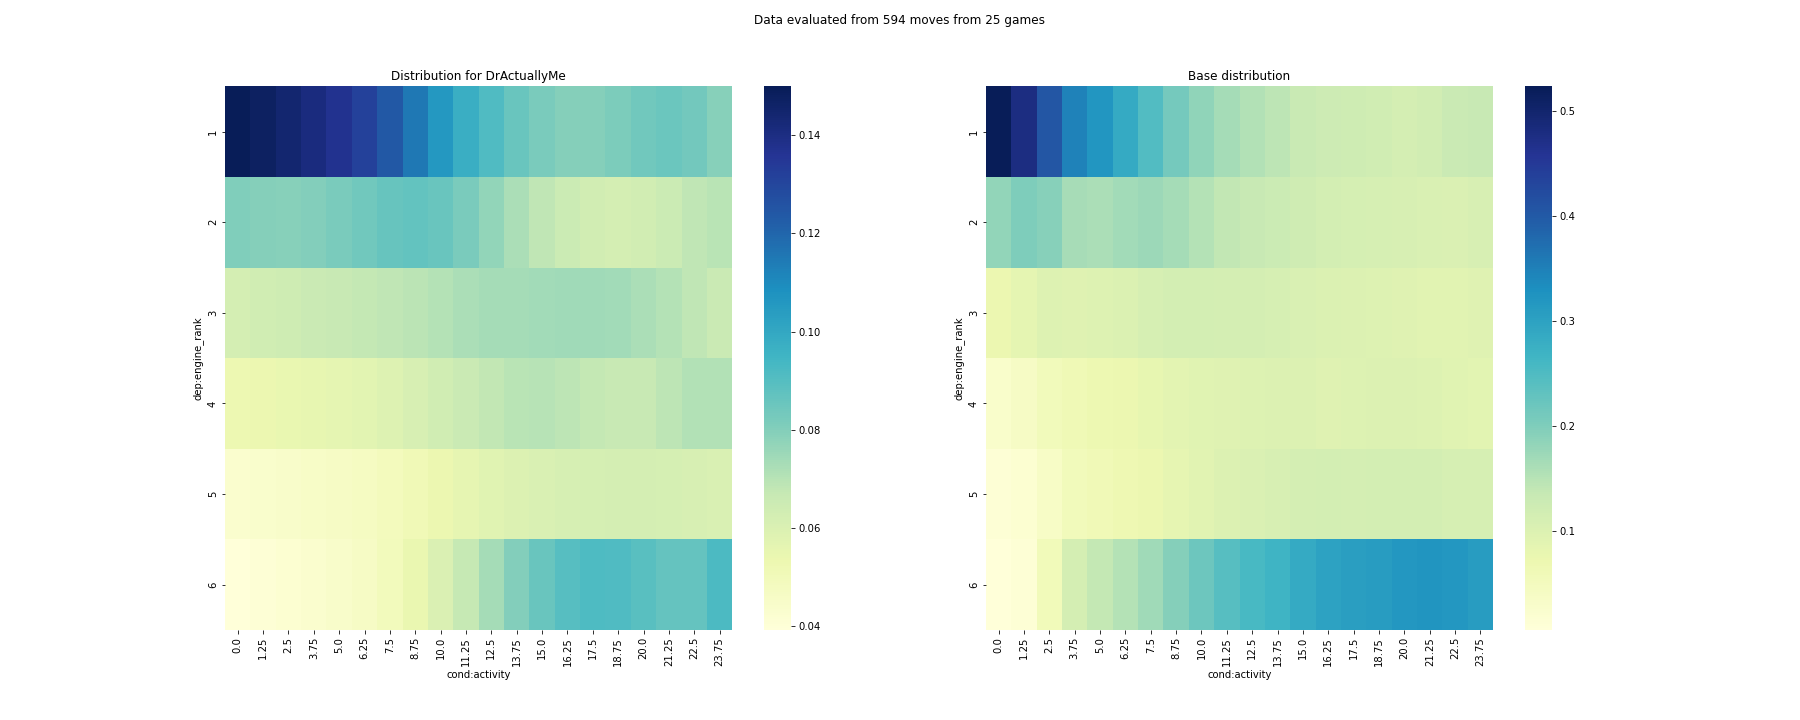 Data evaluated from 594 moves from 25 games
Distribution for DrActuallyMe
dep:engine_rank
1
2
3
4
5
6
0.0 1.25 2.5 3.75 5.0 6.25 7.5 8.75 10.0 11.25 12.5 13.75 15.0 16.25 17.5 18.75 20.0 21.25 22.5 23.75
cond:activity
0.14
0.12
0.10
0.08
0.06
0.04
Base distribution
dep:engine_rank
1
2
3
4
5
6
0.0 1.25 2.5 3.75 5.0 6.25 7.5 8.75 10.0 11.25 12.5 13.75 15.0 16.25 17.5 18.75 20.0 21.25 22.5 23.75
cond:activity
0.5
0.4
0.3
0.2
0.1